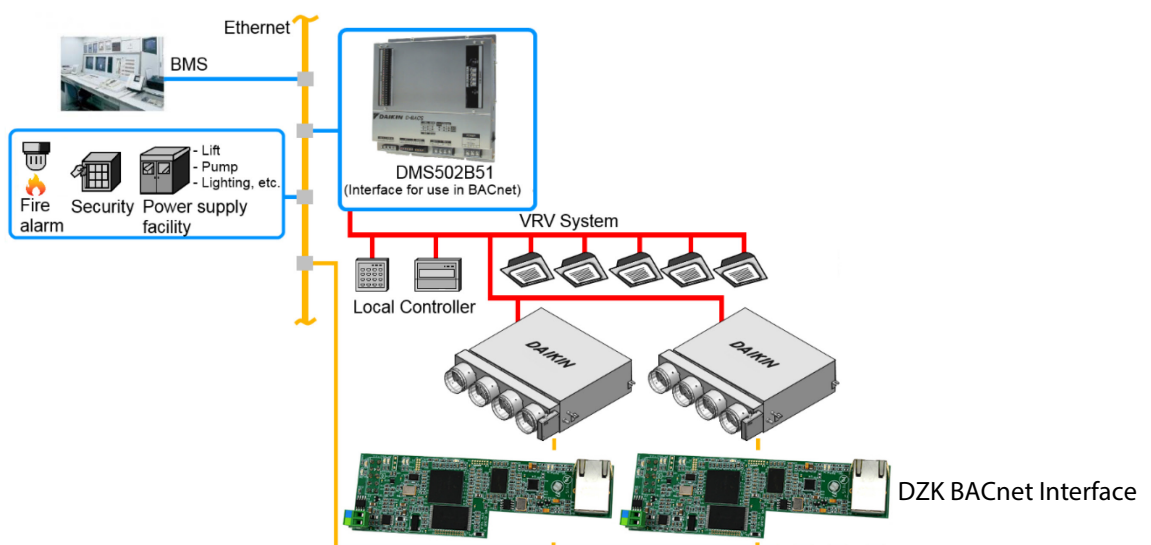 Ethernet
BMS
DAIKIN D-BACS
DMS502B51
(Interface for use in BACnet)
- Lift
- Pump
- Lighting, etc.
Fire
alarm
Security
Power supply
facility
VRV System
Local Controller
DAIKIN
DAIKIN
DZK BACnet Interface